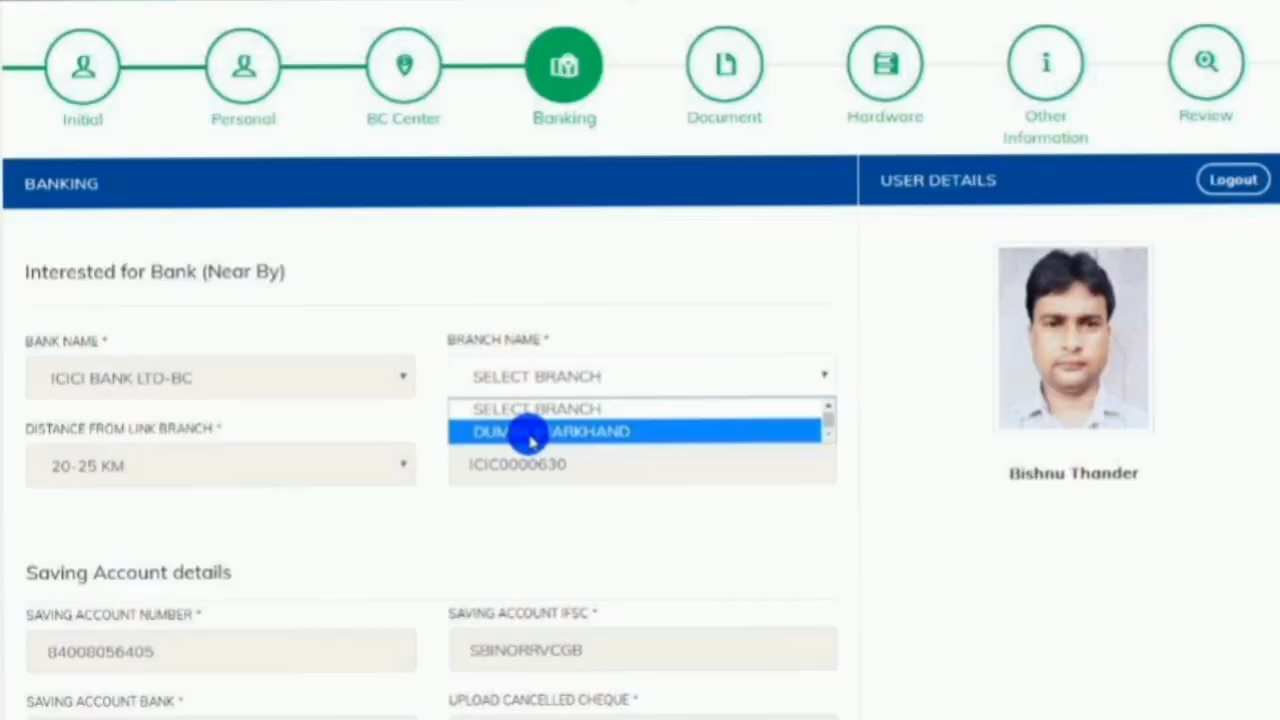 Initial
Personal
BC Center
Banking
Document
Hardware
Other
Information
Review
BANKING
USER DETAILS
Logout
Interested for Bank (Near By)
BANK NAME *
BRANCH NAME *
ICICI BANK LTD-BC
SELECT BRANCH
SELECT BRANCH
DISTANCE FROM LINK BRANCH *
20-25 KM
ICIC0000630
Bishnu Thander
Saving Account details
SAVING ACCOUNT NUMBER *
SAVING ACCOUNT IFSC *
84008056405
SBIN0RRVCGB
SAVING ACCOUNT BANK *
UPLOAD CANCELLED CHEQUE *